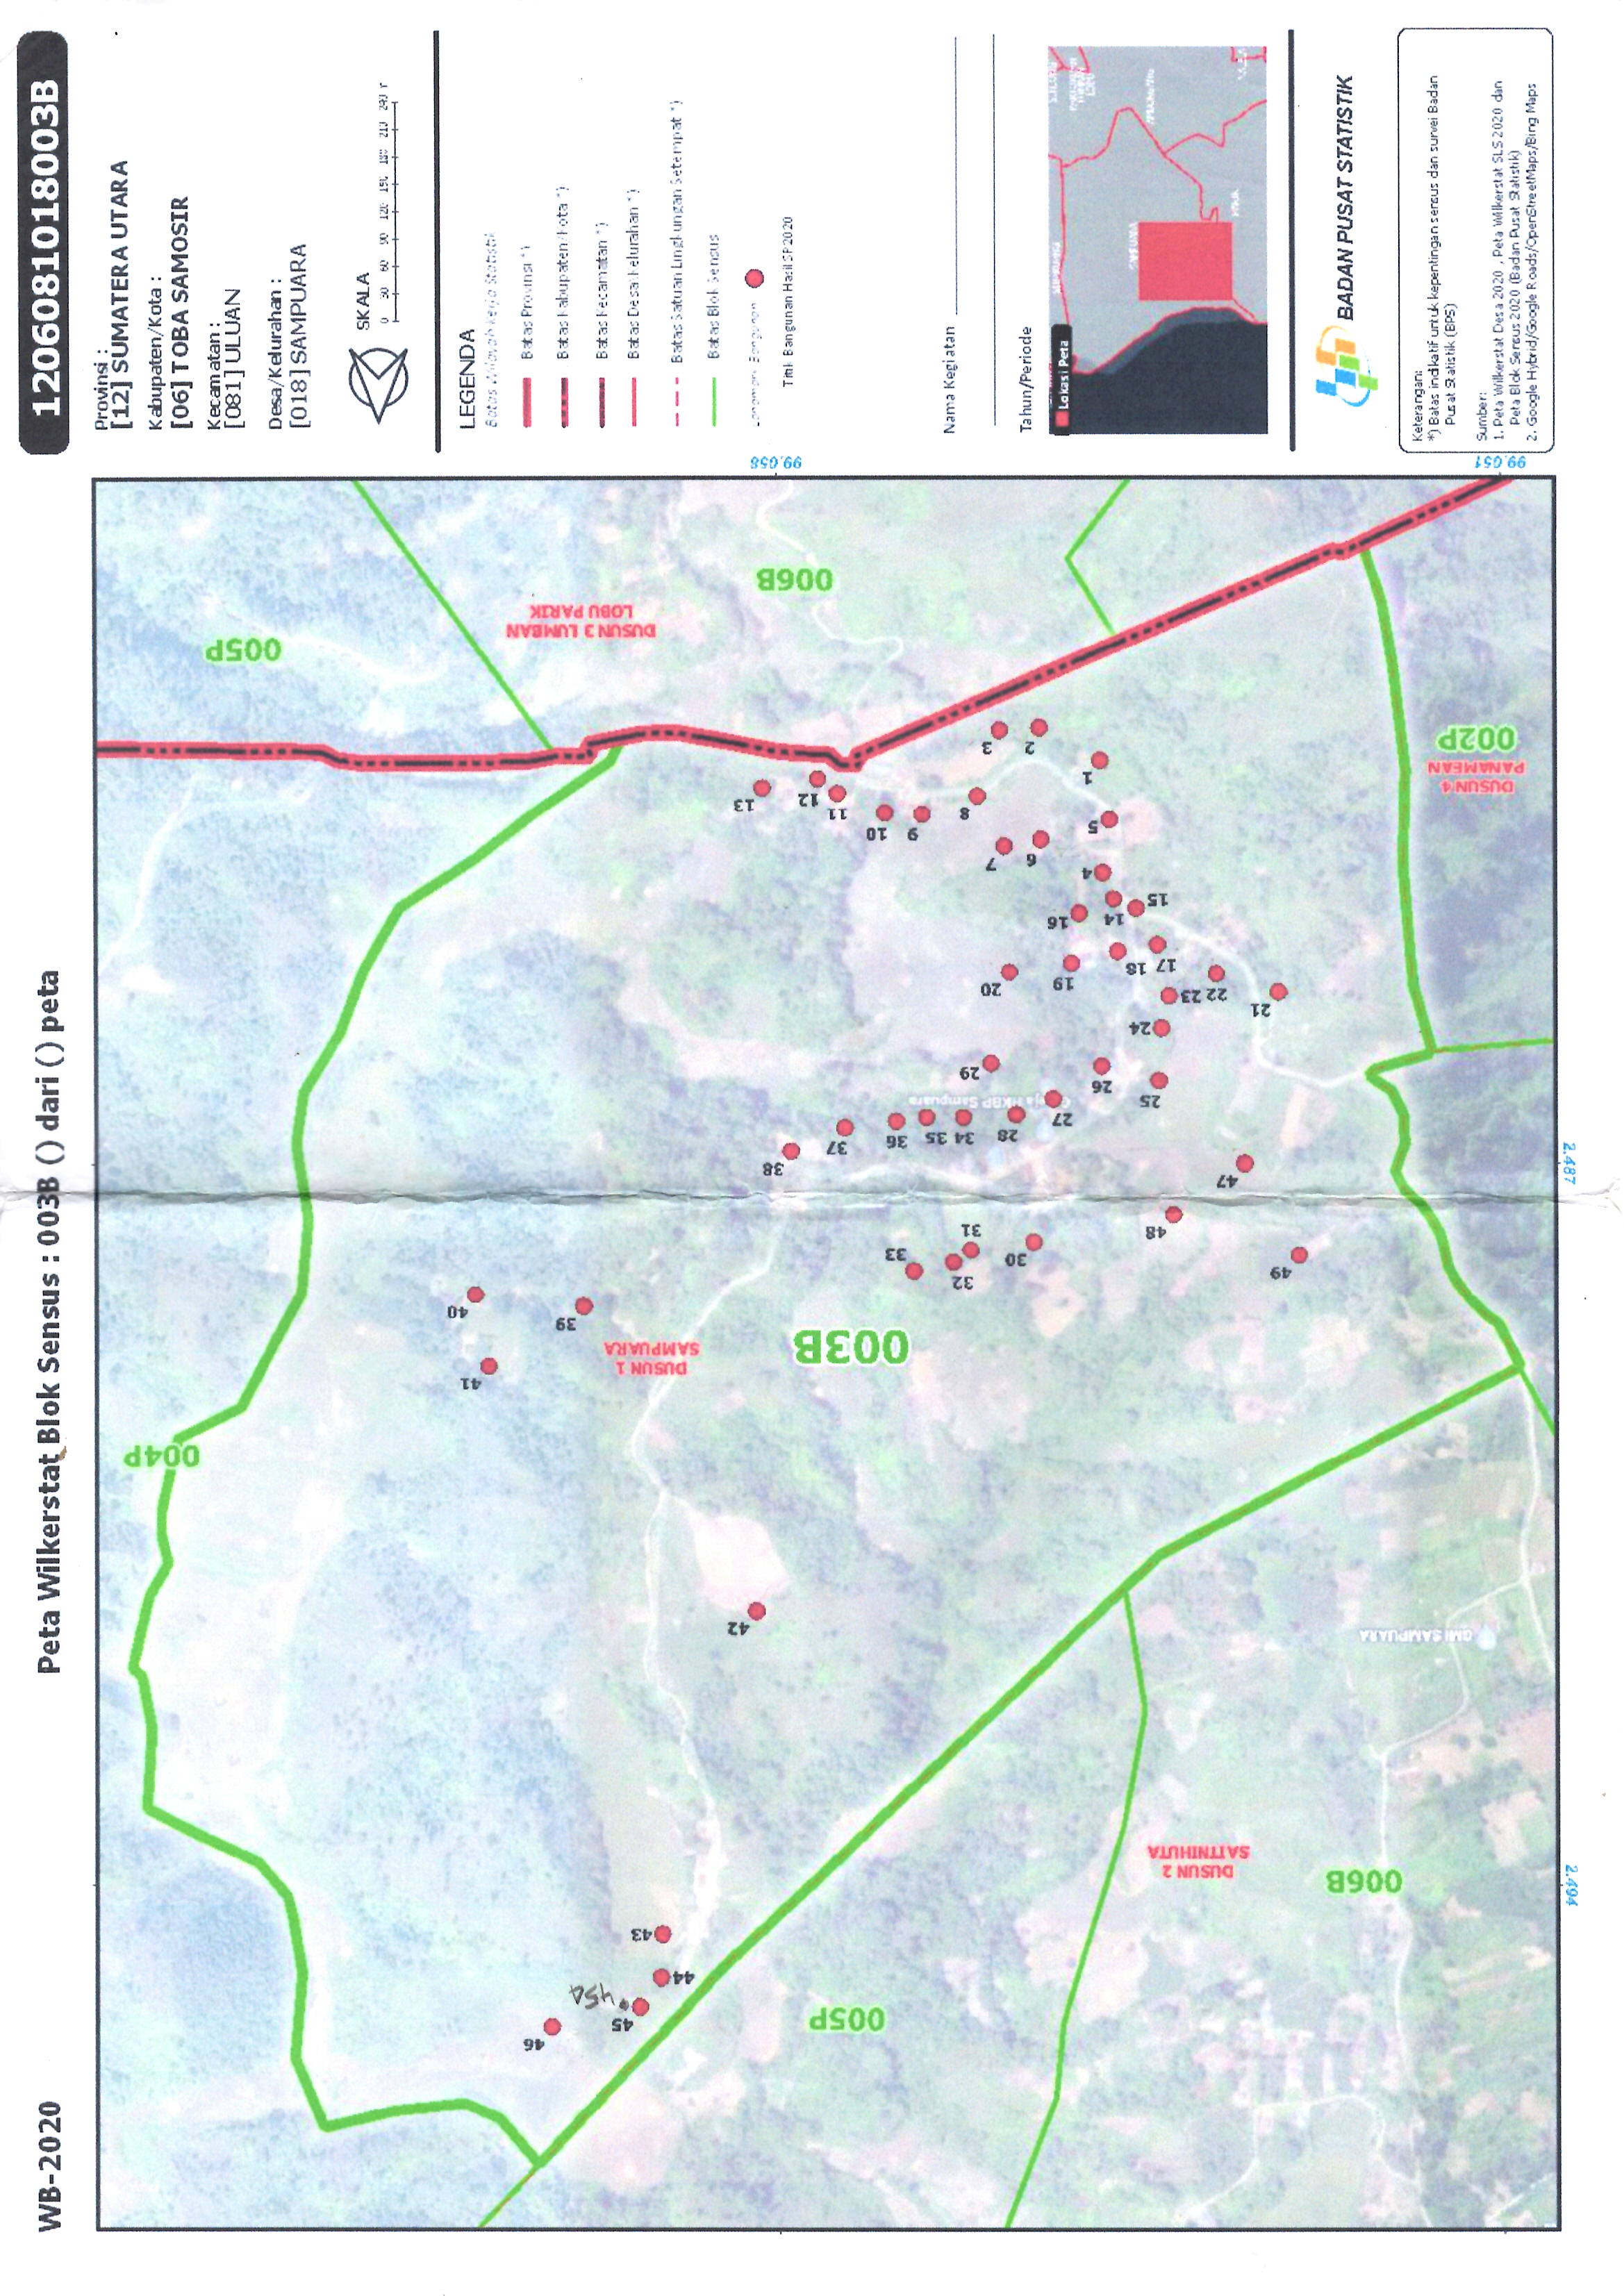 WB-2020
Peta Wilkerstat Blok Sensus : 003B () dari () peta
1206081018003B
Provinsi :
[12] SUMATERA UTARA
Kabupaten/Kota :
[06] TOBA SAMOSIR
Kecamatan :
[081] ULUAN
Desa/Kelurahan :
[018] SAMPUARA
SKALA
0 30 60 90 120 150 180 210 240
LEGENDA
Batas Wilayah Kerja Statistik
Batas Provinsi *)
Batas Kabupaten/Kota *)
Batas Kecamatan *)
Batas Desa/Kelurahan *)
Batas Satuan Lingkungan Setempat *)
Batas Blok Sensus
Landmark Bangunan
Titik Bangunan Hasil SP2020
Nama Kegiatan
Tahun/Periode
Lokasi Peta
SAMPUARA
BADAN PUSAT STATISTIK
Keterangan:
*) Batas indikatif untuk kepentingan sensus dan survei Badan
Pusat Statistik (BPS)
Sumber:
1. Peta Wilkerstat Desa 2020 , Peta Wilkerstat SLS 2020 dan
Peta Blok Sensus 2020 (Badan Pusat Statistik)
2. Google Hybrid/Google Roads/OpenStreetMaps/Bing Maps
004P
005P
41
40
46
45A
45
39
43
44
DUSUN 1
SAMPUARA
DUSUN 3 LUMBAN
LOBU PARIK
42
13
38
99.058
005P
003B
006B
12
11
37
10
36
33
9
35
32
31
34
29
8
HKBP Sampuara
20
7
3
28
30
6
2
27
19
16
26
4
5
1
14
18
48
25
24
15
17
DUSUN 2
SAITNIHUTA
23
22
47
21
49
006B
GMI SAMPUARA
DUSUN 4
PANAMEAN
002P
99.051
2.494
2.487